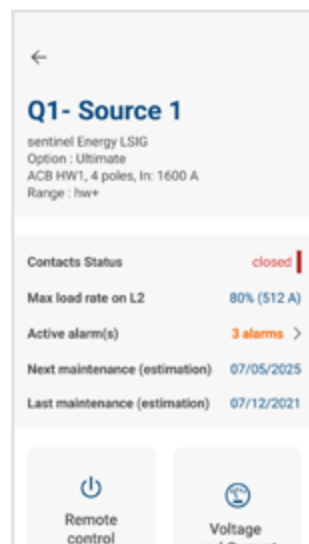 Q1- Source 1
sentinel Energy LSIG
Option : Ultimate
ACB HW1, 4 poles, In: 1600 A
Range : hw+
Contacts Status closed
Max load rate on L2 80% (512 A)
Active alarm(s) 3 alarms >
Next maintenance (estimation) 07/05/2025
Last maintenance (estimation) 07/12/2021
Remote
control
Voltage
and Current